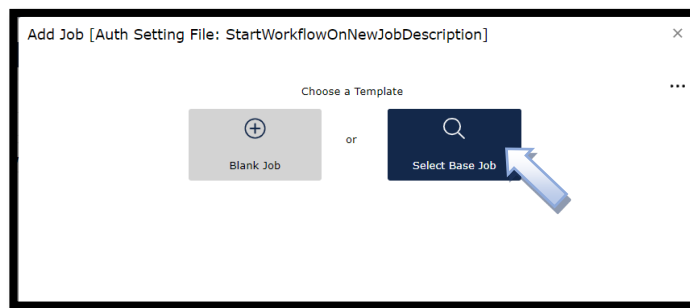 Add Job [Auth Setting File: StartWorkflowOnNewJobDescription]
Choose a Template
Blank Job
or
Select Base Job